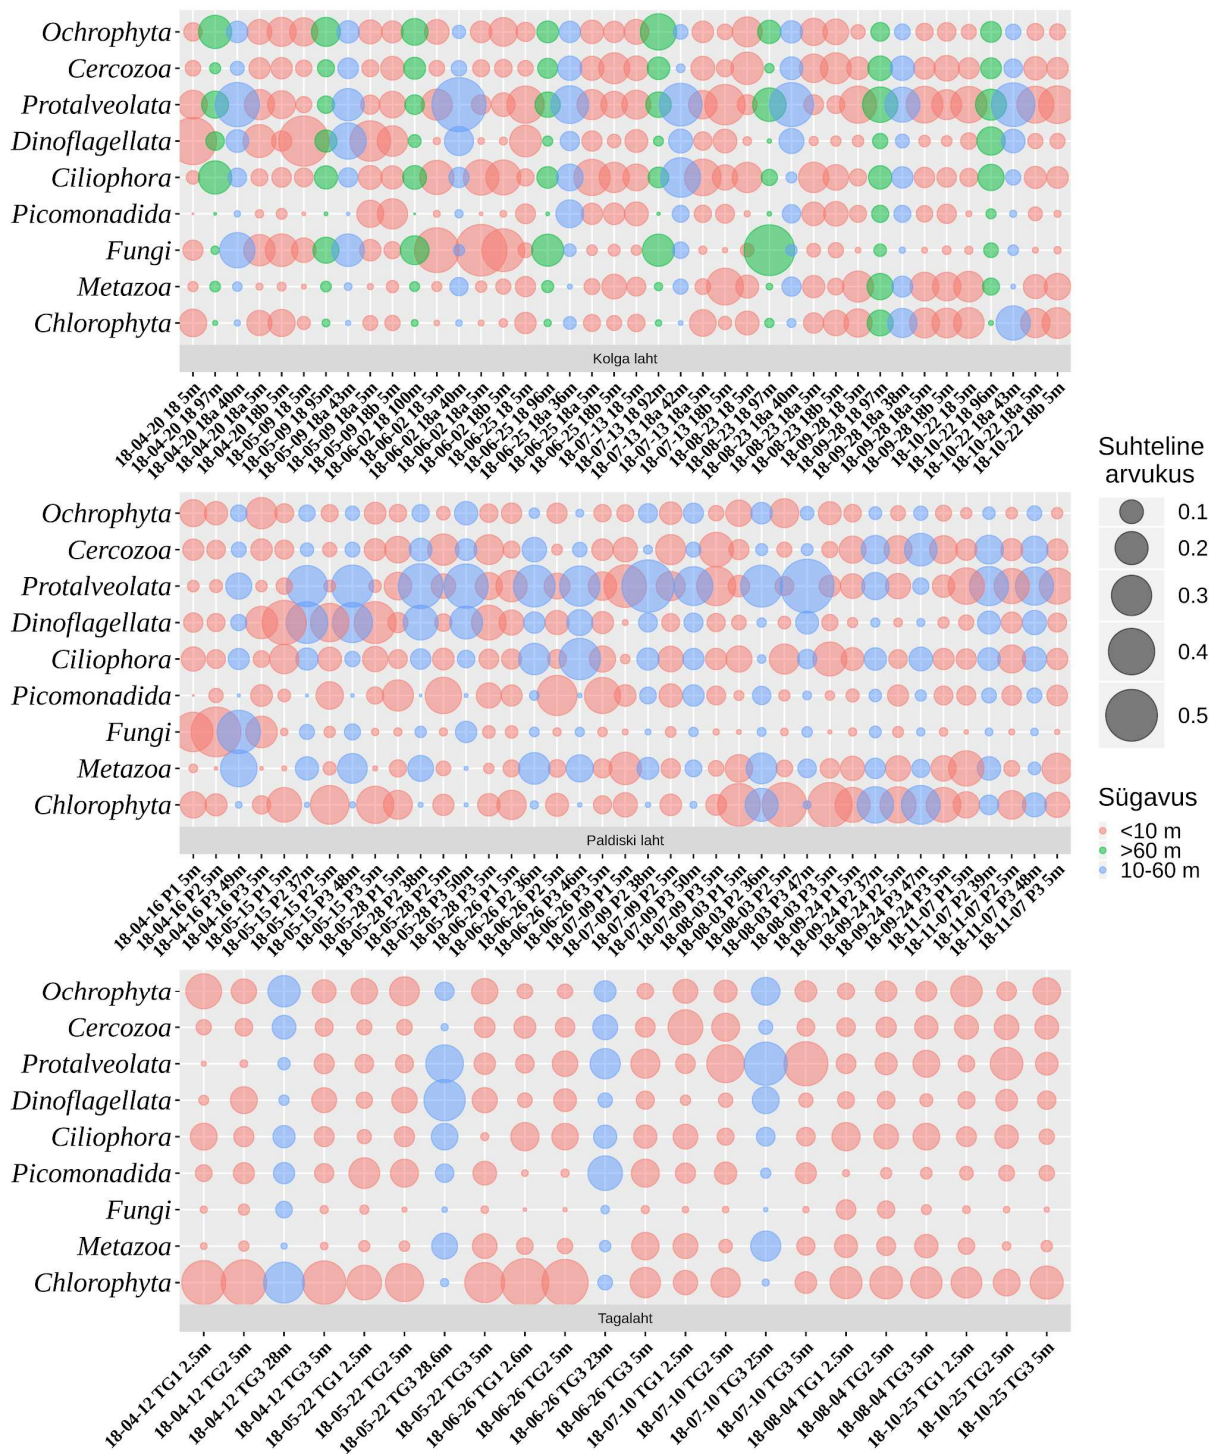 Ochrophyta
Cercozoa
Protalveolata
Dinoflagellata
Ciliophora
Picomonadida
Fungi
Metazoa
Chlorophyta
Kolga laht
18-04-20 18 5m
18-04-20 18 97m
18-04-20 18a 40m
18-04-20 18a 5m
18-04-20 18b 5m
18-05-09 18 5m
18-05-09 18 95m
18-05-09 18a 43m
18-05-09 18a 5m
18-05-09 18b 5m
18-06-02 18 100m
18-06-02 18 5m
18-06-02 18a 40m
18-06-02 18a 5m
18-06-02 18b 5m
18-06-25 18 5m
18-06-25 18 96m
18-06-25 18a 36m
18-06-25 18a 5m
18-06-25 18b 5m
18-07-13 18 5m
18-07-13 18 92m
18-07-13 18a 42m
18-07-13 18a 5m
18-07-13 18b 5m
18-08-23 18 5m
18-08-23 18 97m
18-08-23 18a 40m
18-08-23 18a 5m
18-08-23 18b 5m
18-09-28 18 5m
18-09-28 18 97m
18-09-28 18a 38m
18-09-28 18a 5m
18-09-28 18b 5m
18-10-22 18 5m
18-10-22 18 96m
18-10-22 18a 43m
18-10-22 18a 5m
18-10-22 18b 5m
Ochrophyta
Cercozoa
Protalveolata
Dinoflagellata
Ciliophora
Picomonadida
Fungi
Metazoa
Chlorophyta
Paldiski laht
18-04-16 P1 5m
18-04-16 P2 5m
18-04-16 P3 49m
18-04-16 P3 5m
18-05-15 P1 5m
18-05-15 P2 37m
18-05-15 P2 5m
18-05-15 P3 48m
18-05-15 P3 5m
18-05-28 P1 5m
18-05-28 P2 38m
18-05-28 P2 5m
18-05-28 P3 50m
18-05-28 P3 5m
18-06-26 P1 5m
18-06-26 P2 36m
18-06-26 P2 5m
18-06-26 P3 46m
18-06-26 P3 5m
18-07-09 P1 5m
18-07-09 P2 38m
18-07-09 P2 5m
18-07-09 P3 50m
18-07-09 P3 5m
18-08-03 P1 5m
18-08-03 P2 36m
18-08-03 P2 5m
18-08-03 P3 47m
18-08-03 P3 5m
18-09-24 P1 5m
18-09-24 P2 37m
18-09-24 P2 5m
18-09-24 P3 47m
18-09-24 P3 5m
18-11-07 P1 5m
18-11-07 P2 39m
18-11-07 P2 5m
18-11-07 P3 48m
18-11-07 P3 5m
Ochrophyta
Cercozoa
Protalveolata
Dinoflagellata
Ciliophora
Picomonadida
Fungi
Metazoa
Chlorophyta
Tagalaht
18-04-12 TG1 2.5m
18-04-12 TG2 5m
18-04-12 TG3 28m
18-04-12 TG3 5m
18-05-22 TG1 2.5m
18-05-22 TG2 5m
18-05-22 TG3 28.6m
18-05-22 TG3 5m
18-06-26 TG1 2.6m
18-06-26 TG2 5m
18-06-26 TG3 23m
18-06-26 TG3 5m
18-07-10 TG1 2.5m
18-07-10 TG2 5m
18-07-10 TG3 25m
18-07-10 TG3 5m
18-08-04 TG1 2.5m
18-08-04 TG2 5m
18-08-04 TG3 5m
18-10-25 TG1 2.5m
18-10-25 TG2 5m
18-10-25 TG3 5m
Suhteline
arvukus
0.1
0.2
0.3
0.4
0.5
Sügavus
<10 m
>60 m
10-60 m